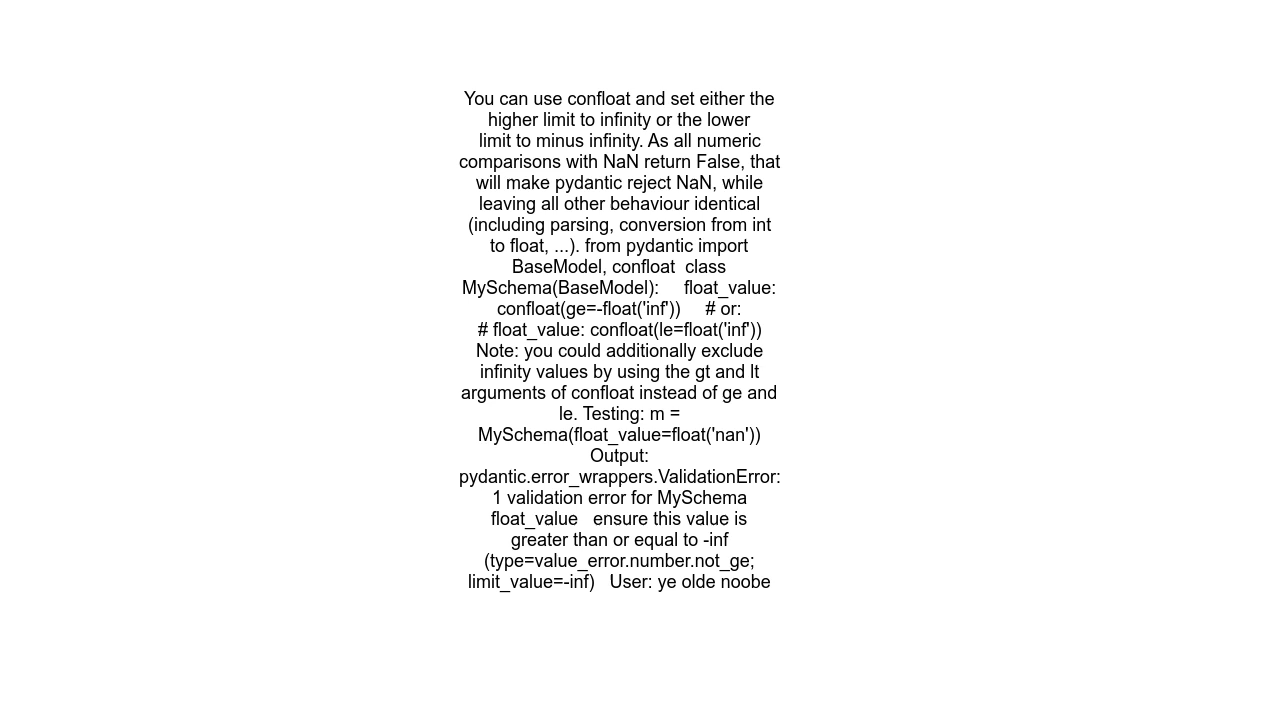 You can use confloat and set either the
higher limit to infinity or the lower
limit to minus infinity. As all numeric
comparisons with NaN return False, that
will make pydantic reject NaN, while
leaving all other behaviour identical
(including parsing, conversion from int
to float, ...). from pydantic import
BaseModel, confloat  class
MySchema(BaseModel):     float_value:
confloat(ge=-float('inf'))     # or:
# float_value: confloat(le=float('inf'))
Note: you could additionally exclude
infinity values by using the gt and lt
arguments of confloat instead of ge and
le. Testing: m =
MySchema(float_value=float('nan'))
Output:
pydantic.error_wrappers.ValidationError:
1 validation error for MySchema
float_value   ensure this value is
greater than or equal to -inf
(type=value_error.number.not_ge;
limit_value=-inf)   User: ye olde noobe